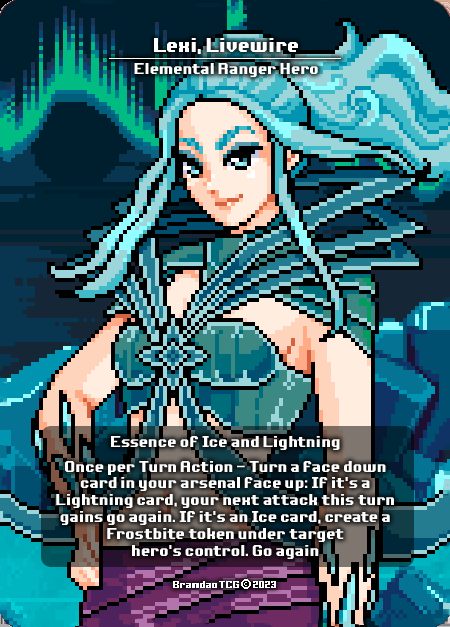 Lexi, Livewire
Elemental Ranger Hero
Essence of Ice and Lightning
Once per Turn Action - Turn a face down
card in your arsenal face up: If it's a
Lightning card, your next attack this turn
gains go again. If it's an Ice card, create a
Frostbite token under target
hero's control. Go again
Brandao TCG © 2023